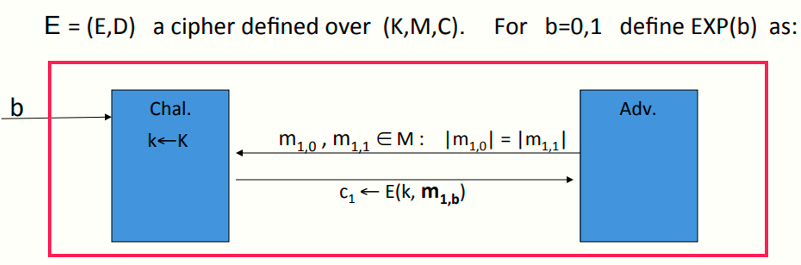 E = (E,D) a cipher defined over (K,M,C). For b=0,1 define EXP(b) as:
b
Chal.
Adv.
k←K
m1,0 , m1,1 ∈ M : |m1,0| = |m1,1|
c1 ← E(k, m1,b)